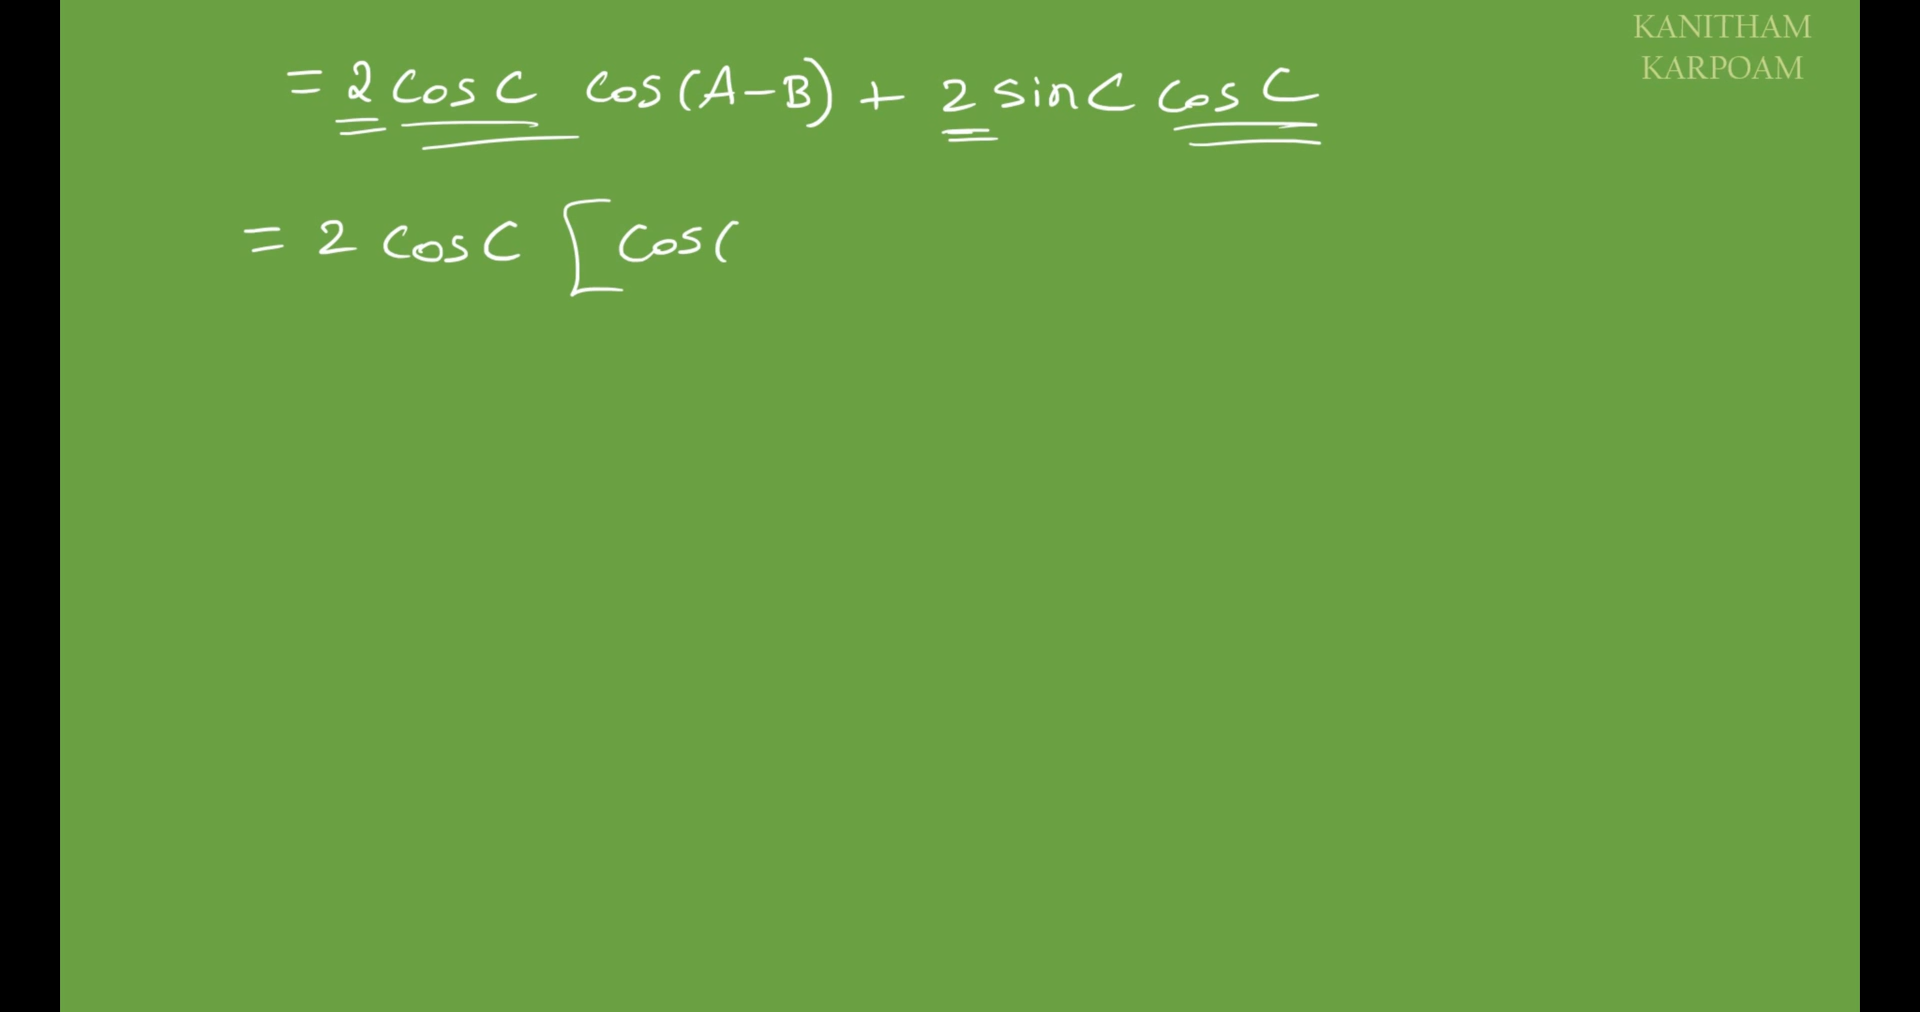 KANITHAM
KARPOAM
= 2 cos C cos(A-B) + 2 sin C cos C
= 2 cos C [ cos(